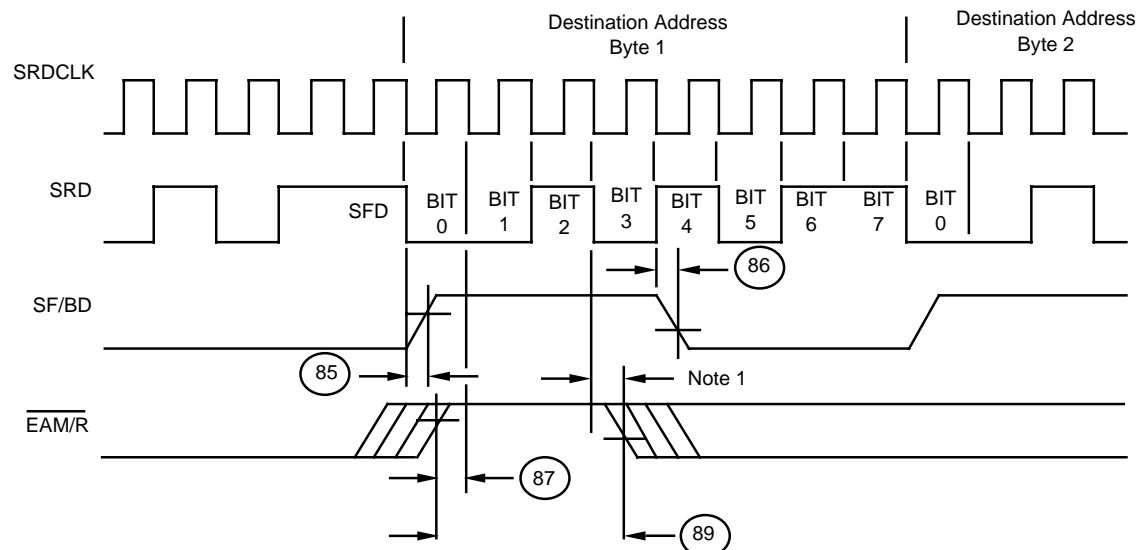 Destination Address
Byte 1
Destination Address
Byte 2
SRDCLK
SRD
SFD
BIT
0
BIT
1
BIT
2
BIT
3
BIT
4
BIT
5
BIT
6
BIT
7
BIT
0
86
SF/BD
85
Note 1
EAM/R
87
89